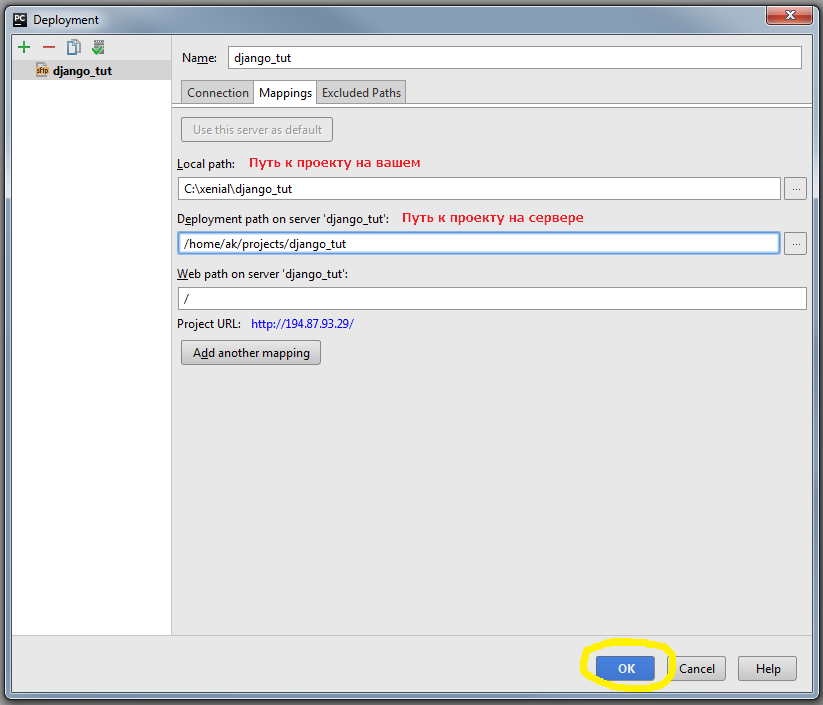 PC Deployment
sftp django_tut
Name: django_tut
Connection Mappings Excluded Paths
Use this server as default
Local path: Путь к проекту на вашем
C:\xenial\django_tut ...
Deployment path on server 'django_tut': Путь к проекту на сервере
/home/ak/projects/django_tut ...
Web path on server 'django_tut':
/
Project URL: http://194.87.93.29/
Add another mapping
OK Cancel Help